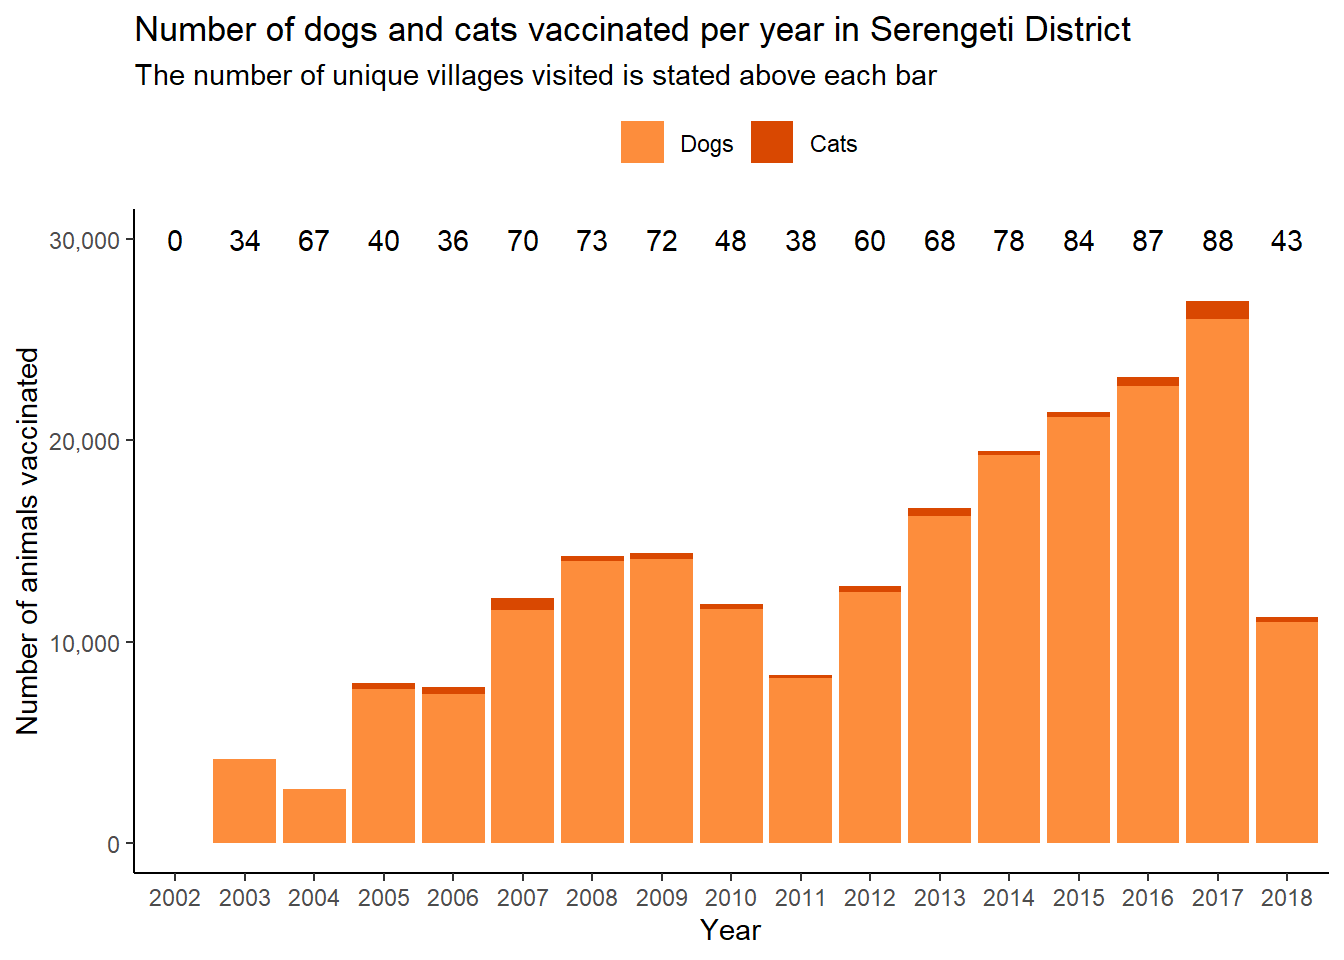 Number of dogs and cats vaccinated per year in Serengeti District
The number of unique villages visited is stated above each bar
Dogs Cats
30,000
0 34 67 40 36 70 73 72 48 38 60 68 78 84 87 88 43
20,000
10,000
0
Number of animals vaccinated
2002 2003 2004 2005 2006 2007 2008 2009 2010 2011 2012 2013 2014 2015 2016 2017 2018
Year